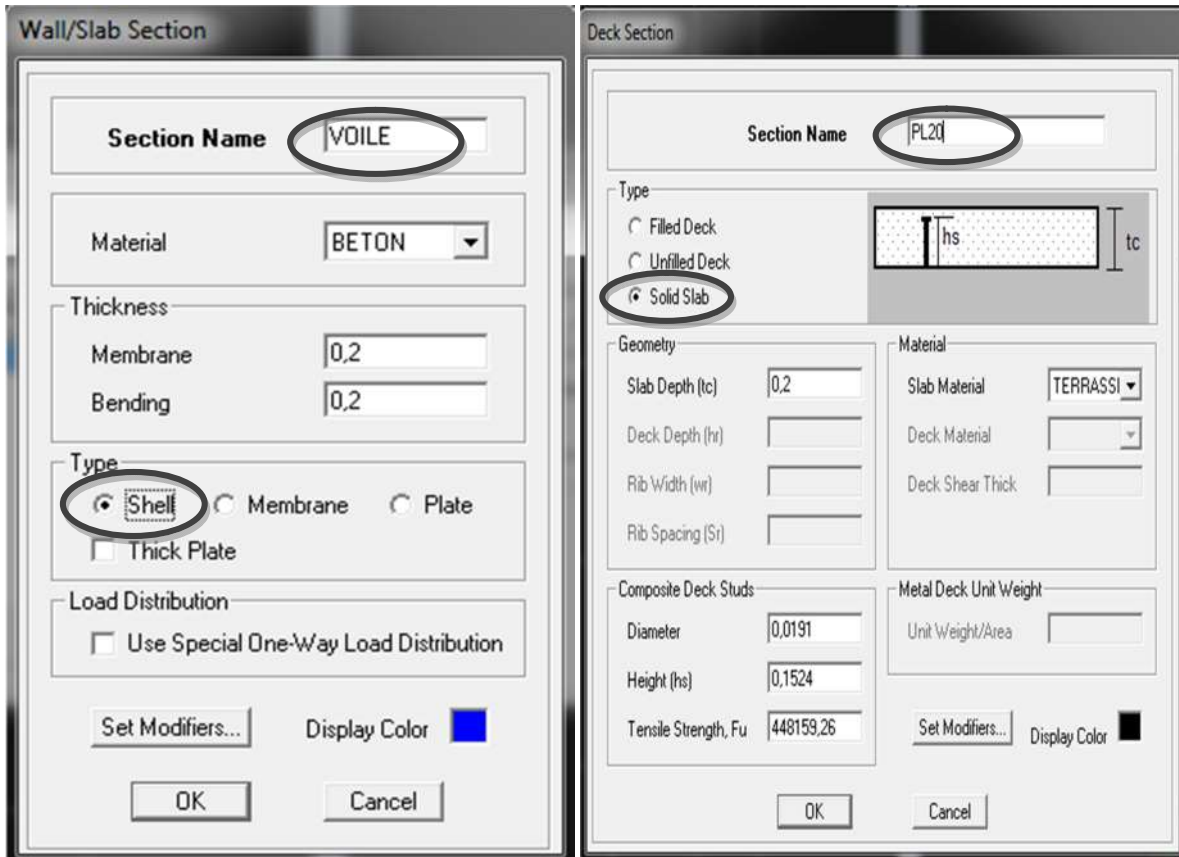 Wall/Slab Section
Section Name VOILE
Material BETON
Thickness
Membrane 0,2
Bending 0,2
Type
Shell Membrane Plate
Thick Plate
Load Distribution
Use Special One-Way Load Distribution
Set Modifiers... Display Color
OK Cancel
Deck Section
Section Name PL20
Type
Filled Deck
Unfilled Deck
Solid Slab
hs
tc
Geometry
Slab Depth (tc) 0,2
Deck Depth (hr)
Rib Width (wr)
Rib Spacing (Sr)
Material
Slab Material TERRASSI
Deck Material
Deck Shear Thick
Composite Deck Studs
Diameter 0,0191
Height (hs) 0,1524
Tensile Strength, Fu 448159,26
Metal Deck Unit Weight
Unit Weight/Area
Set Modifiers... Display Color
OK Cancel